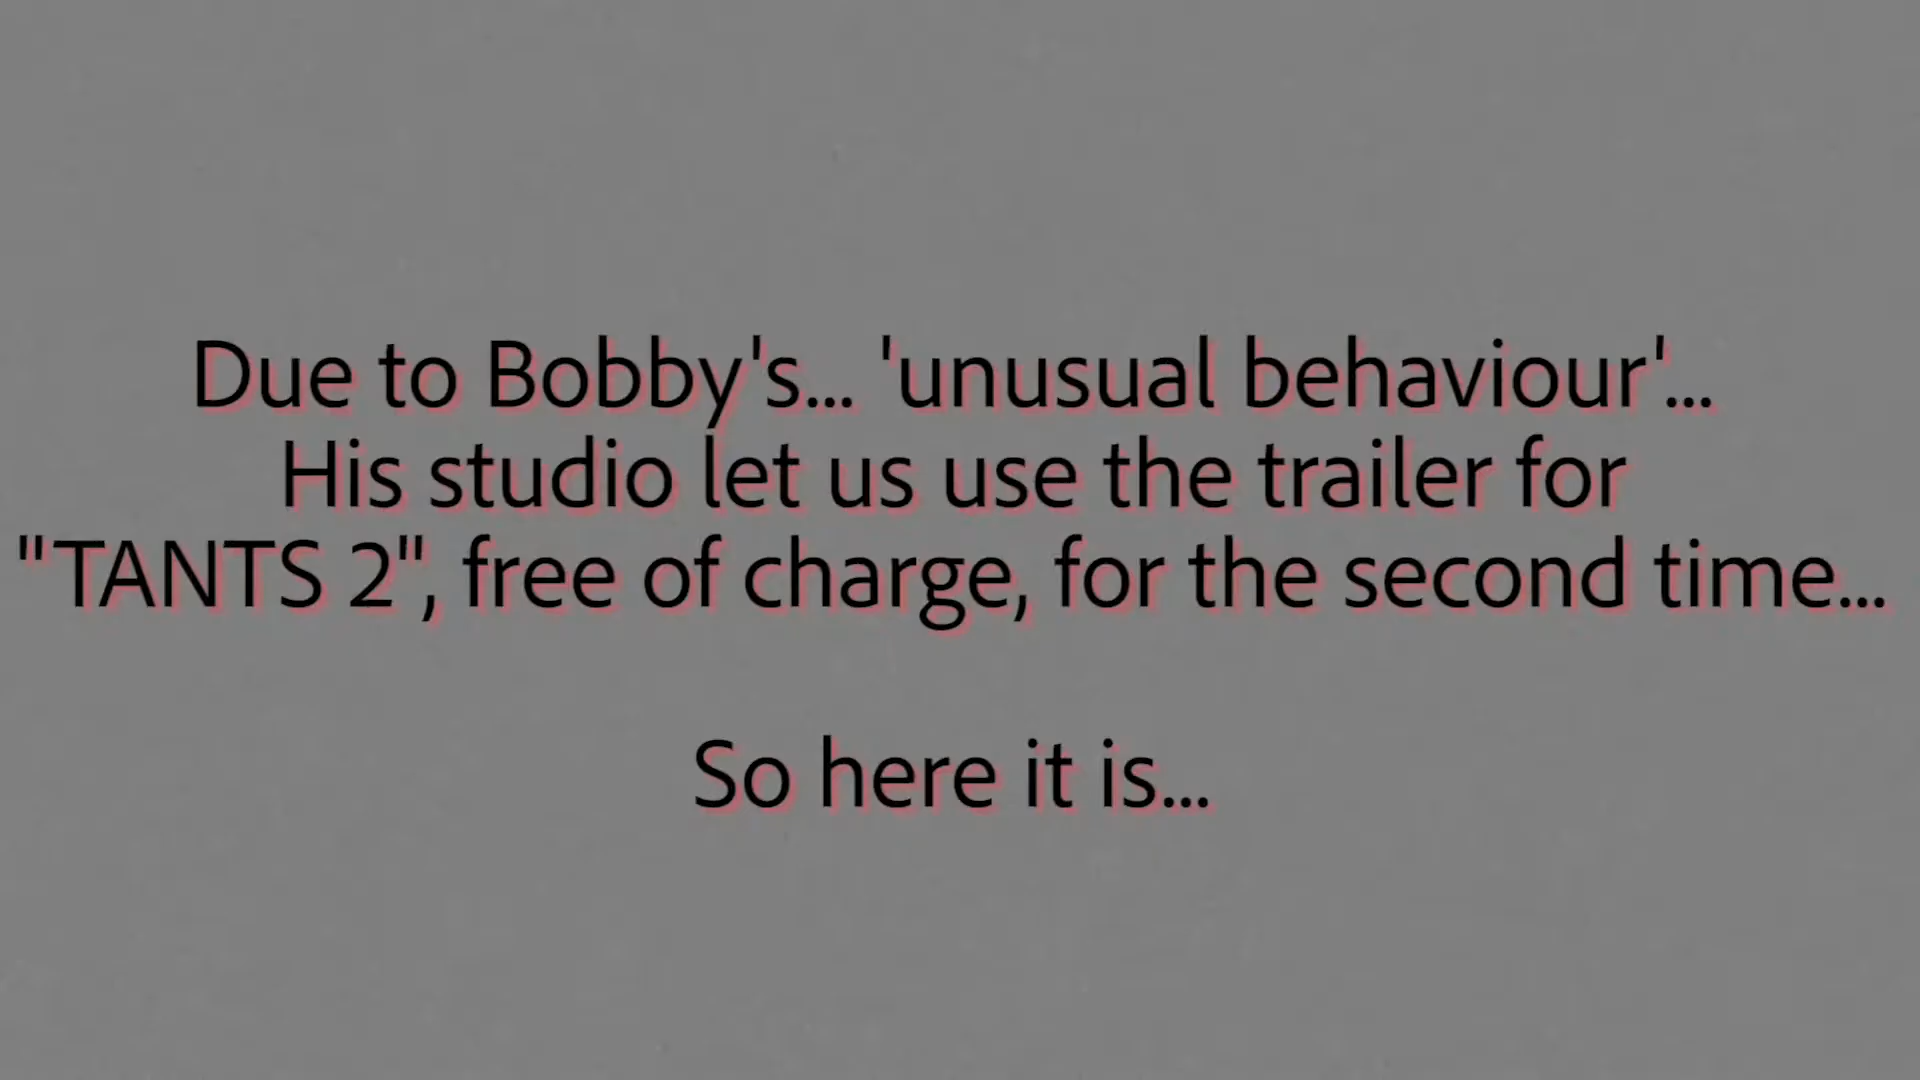 Due to Bobby's... 'unusual behaviour'...
His studio let us use the trailer for
"TANTS 2", free of charge, for the second time...
So here it is...